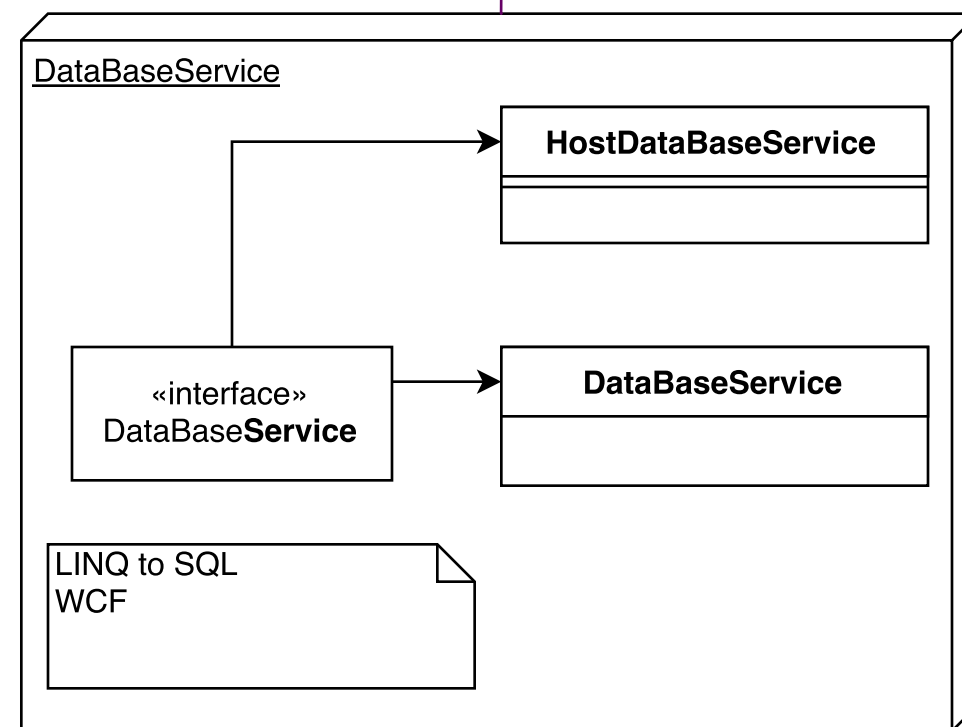 DataBaseService
HostDataBaseService
«interface»
DataBaseService
DataBaseService
LINQ to SQL
WCF